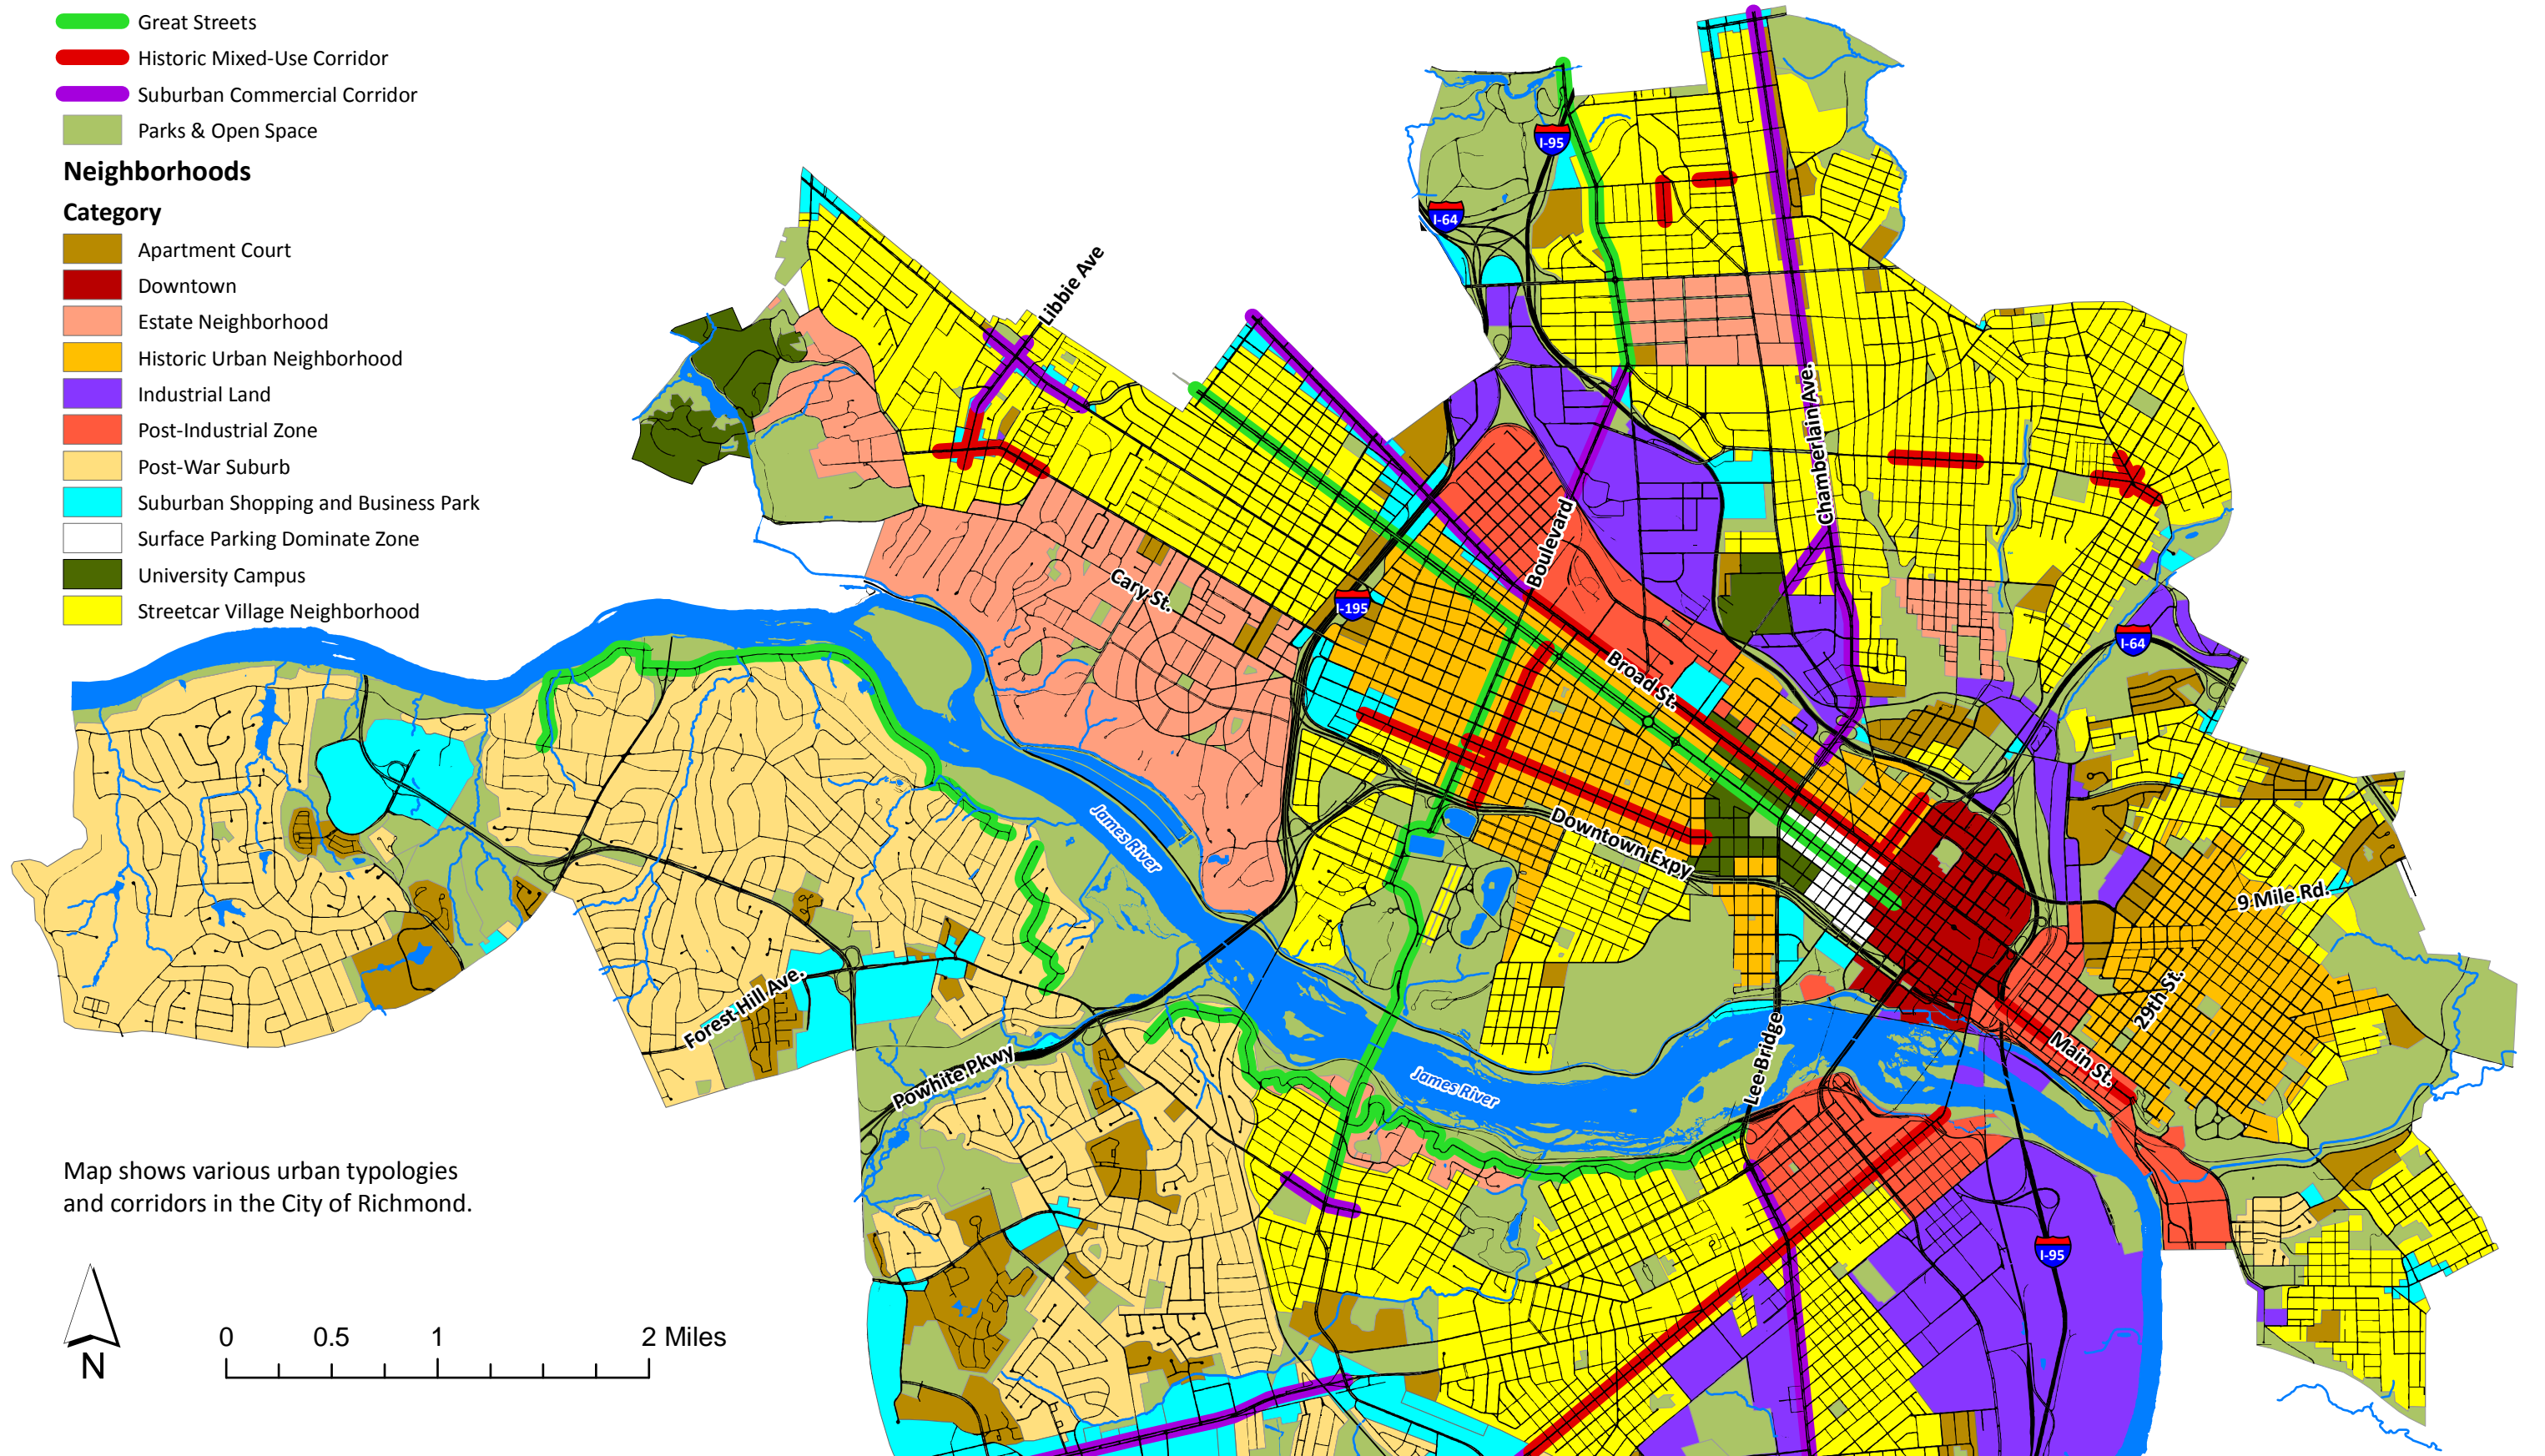 Great Streets
Historic Mixed-Use Corridor
Suburban Commercial Corridor
Parks & Open Space
Neighborhoods
Category
Apartment Court
Downtown
Estate Neighborhood
Historic Urban Neighborhood
Industrial Land
Post-Industrial Zone
Post-War Suburb
Suburban Shopping and Business Park
Surface Parking Dominate Zone
University Campus
Streetcar Village Neighborhood
I-95
I-64
Libbie Ave
Chamberlain Ave.
Boulevard
Cary St.
I-195
I-64
Broad St.
James River
Downtown Expy
9 Mile Rd.
29th St.
Forest Hill Ave.
Powhite Pkwy
James River
Lee Bridge
Main St.
I-95
Map shows various urban typologies
and corridors in the City of Richmond.
N
0 0.5 1 2 Miles